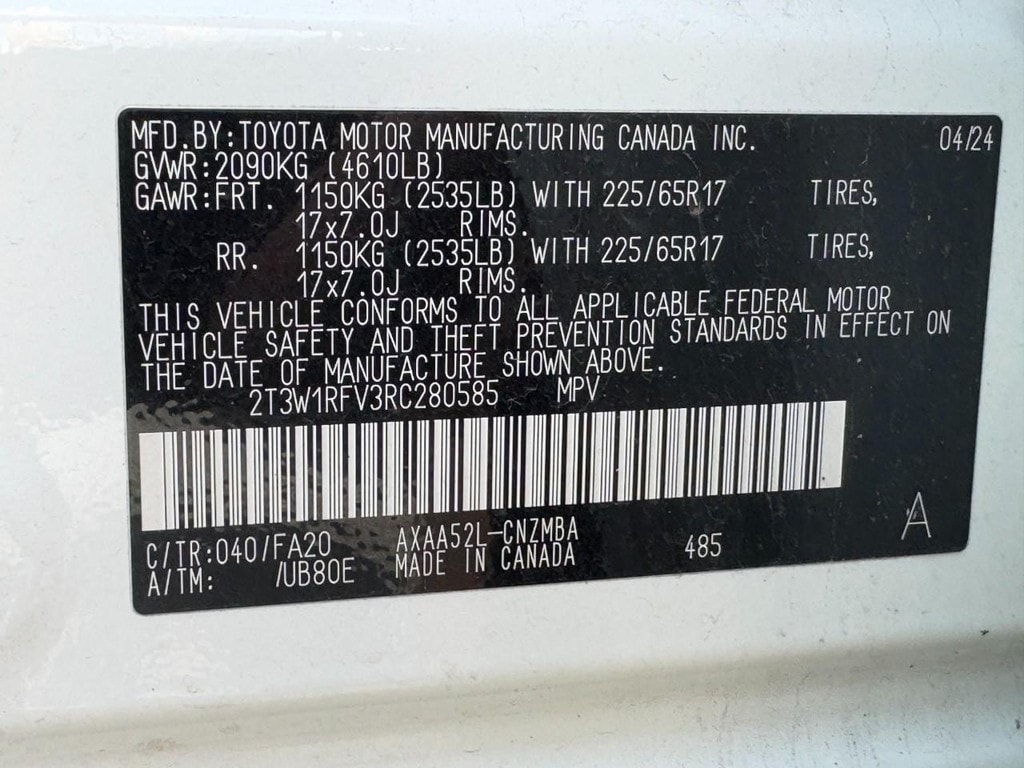 MFD.BY:TOYOTA MOTOR MANUFACTURING CANADA INC. 04/24
GVWR:2090KG (4610LB)
GAWR:FRT. 1150KG (2535LB) WITH 225/65R17 TIRES,
17x7.0J RIMS.
RR. 1150KG (2535LB) WITH 225/65R17 TIRES,
17x7.0J RIMS.
THIS VEHICLE CONFORMS TO ALL APPLICABLE FEDERAL MOTOR
VEHICLE SAFETY AND THEFT PREVENTION STANDARDS IN EFFECT ON
THE DATE OF MANUFACTURE SHOWN ABOVE.
2T3W1RFV3RC280585 MPV
C/TR:040/FA20 AXAA52L-CNZMBA 485 A
A/TM: /UB80E MADE IN CANADA